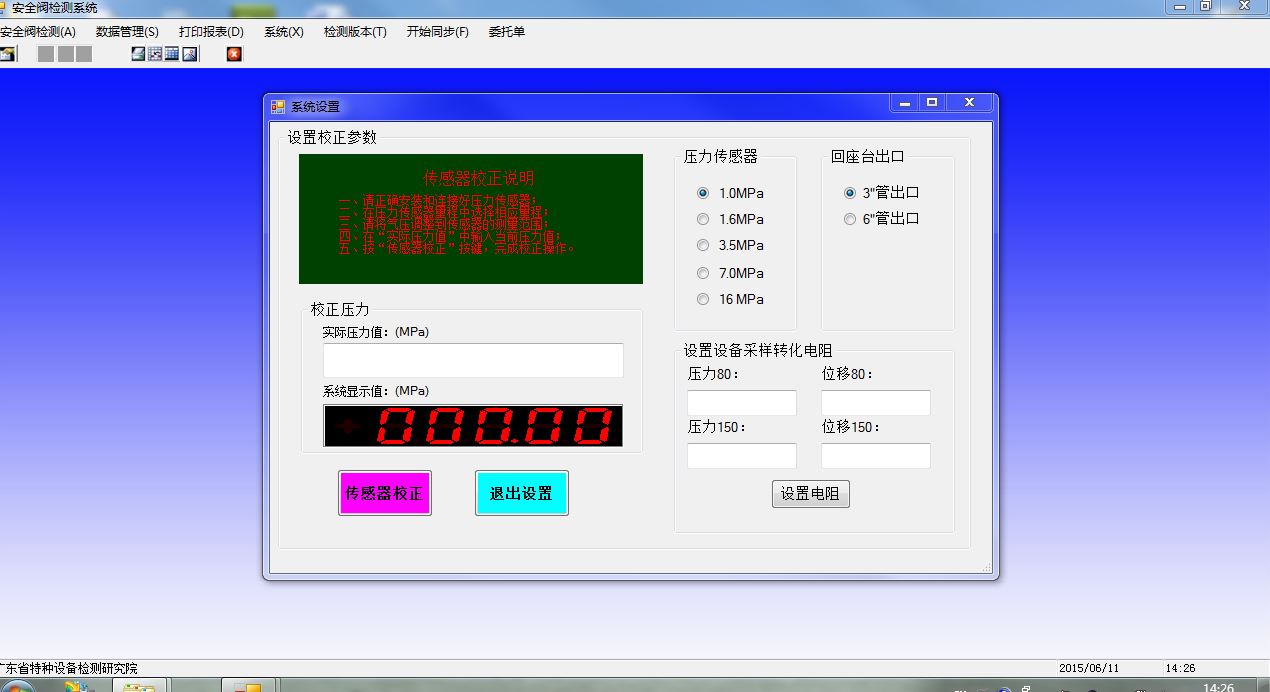 安全阀检测系统
安全阀检测(A) 数据管理(S) 打印报表(D) 系统(X) 检测版本(T) 开始同步(F) 委托单
系统设置
设置校正参数
传感器校正说明
一、请正确安装和连接好压力传感器；
二、在压力传感器量程中选择相应量程；
三、请将气压调整到传感器的测量范围；
四、在“实际压力值”中输入当前压力值；
五、按“传感器校正”按键，完成校正操作。
校正压力
实际压力值：(MPa)
系统显示值：(MPa)
000.00
传感器校正 退出设置
压力传感器
1.0MPa
1.6MPa
3.5MPa
7.0MPa
16 MPa
回座台出口
3"管出口
6"管出口
设置设备采样转化电阻
压力80： 位移80：
压力150： 位移150：
设置电阻
广东省特种设备检测研究院 2015/06/11 14:26
14:26